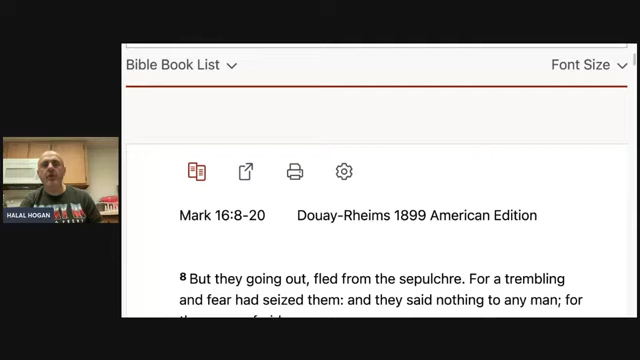 Bible Book List
Font Size
Mark 16:8-20 Douay-Rheims 1899 American Edition
8 But they going out, fled from the sepulchre. For a trembling
and fear had seized them: and they said nothing to any man; for
HALAL HOGAN